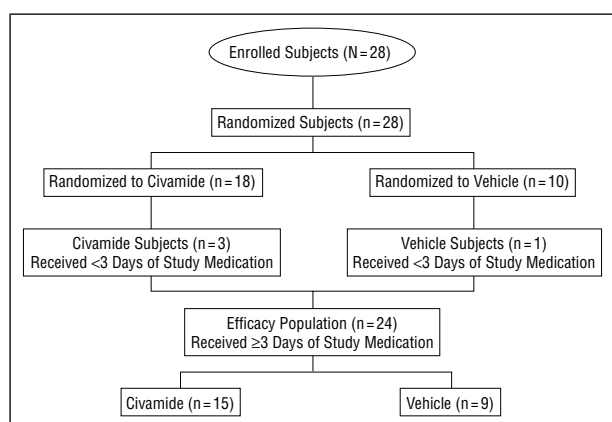 Enrolled Subjects (N=28)
Randomized Subjects (n=28)
Randomized to Civamide (n=18)
Randomized to Vehicle (n=10)
Civamide Subjects (n=3)
Received <3 Days of Study Medication
Vehicle Subjects (n=1)
Received <3 Days of Study Medication
Efficacy Population (n=24)
Received ≥3 Days of Study Medication
Civamide (n=15)
Vehicle (n=9)